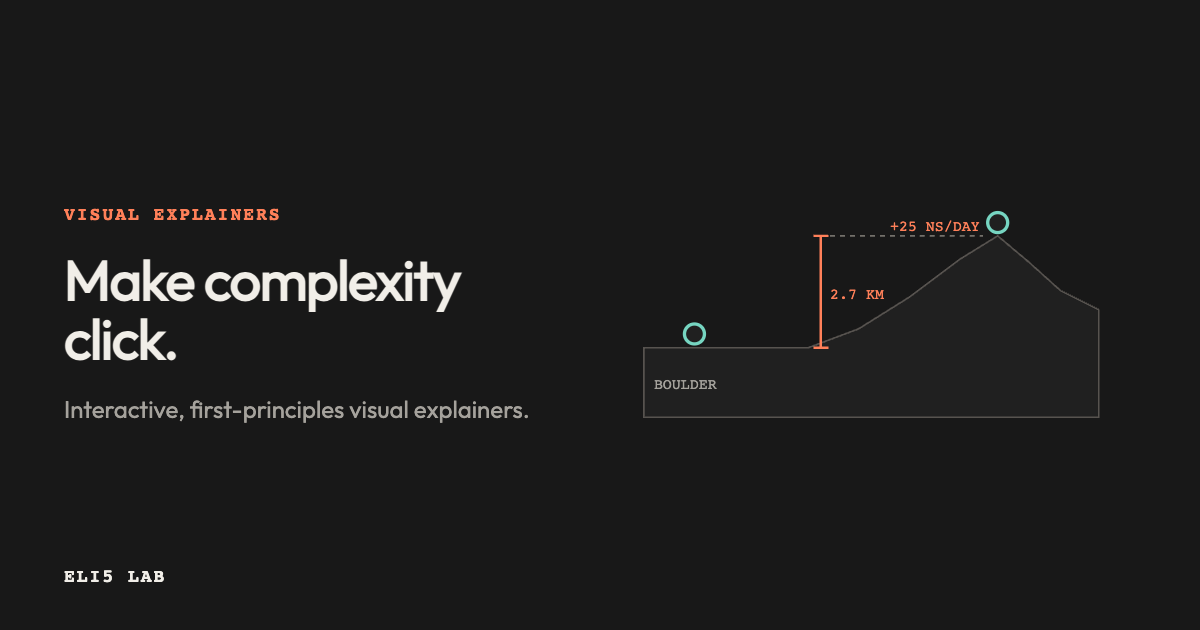 VISUAL EXPLAINERS
Make complexity
click.
Interactive, first-principles visual explainers.
+25 NS/DAY
2.7 KM
BOULDER
ELI5 LAB